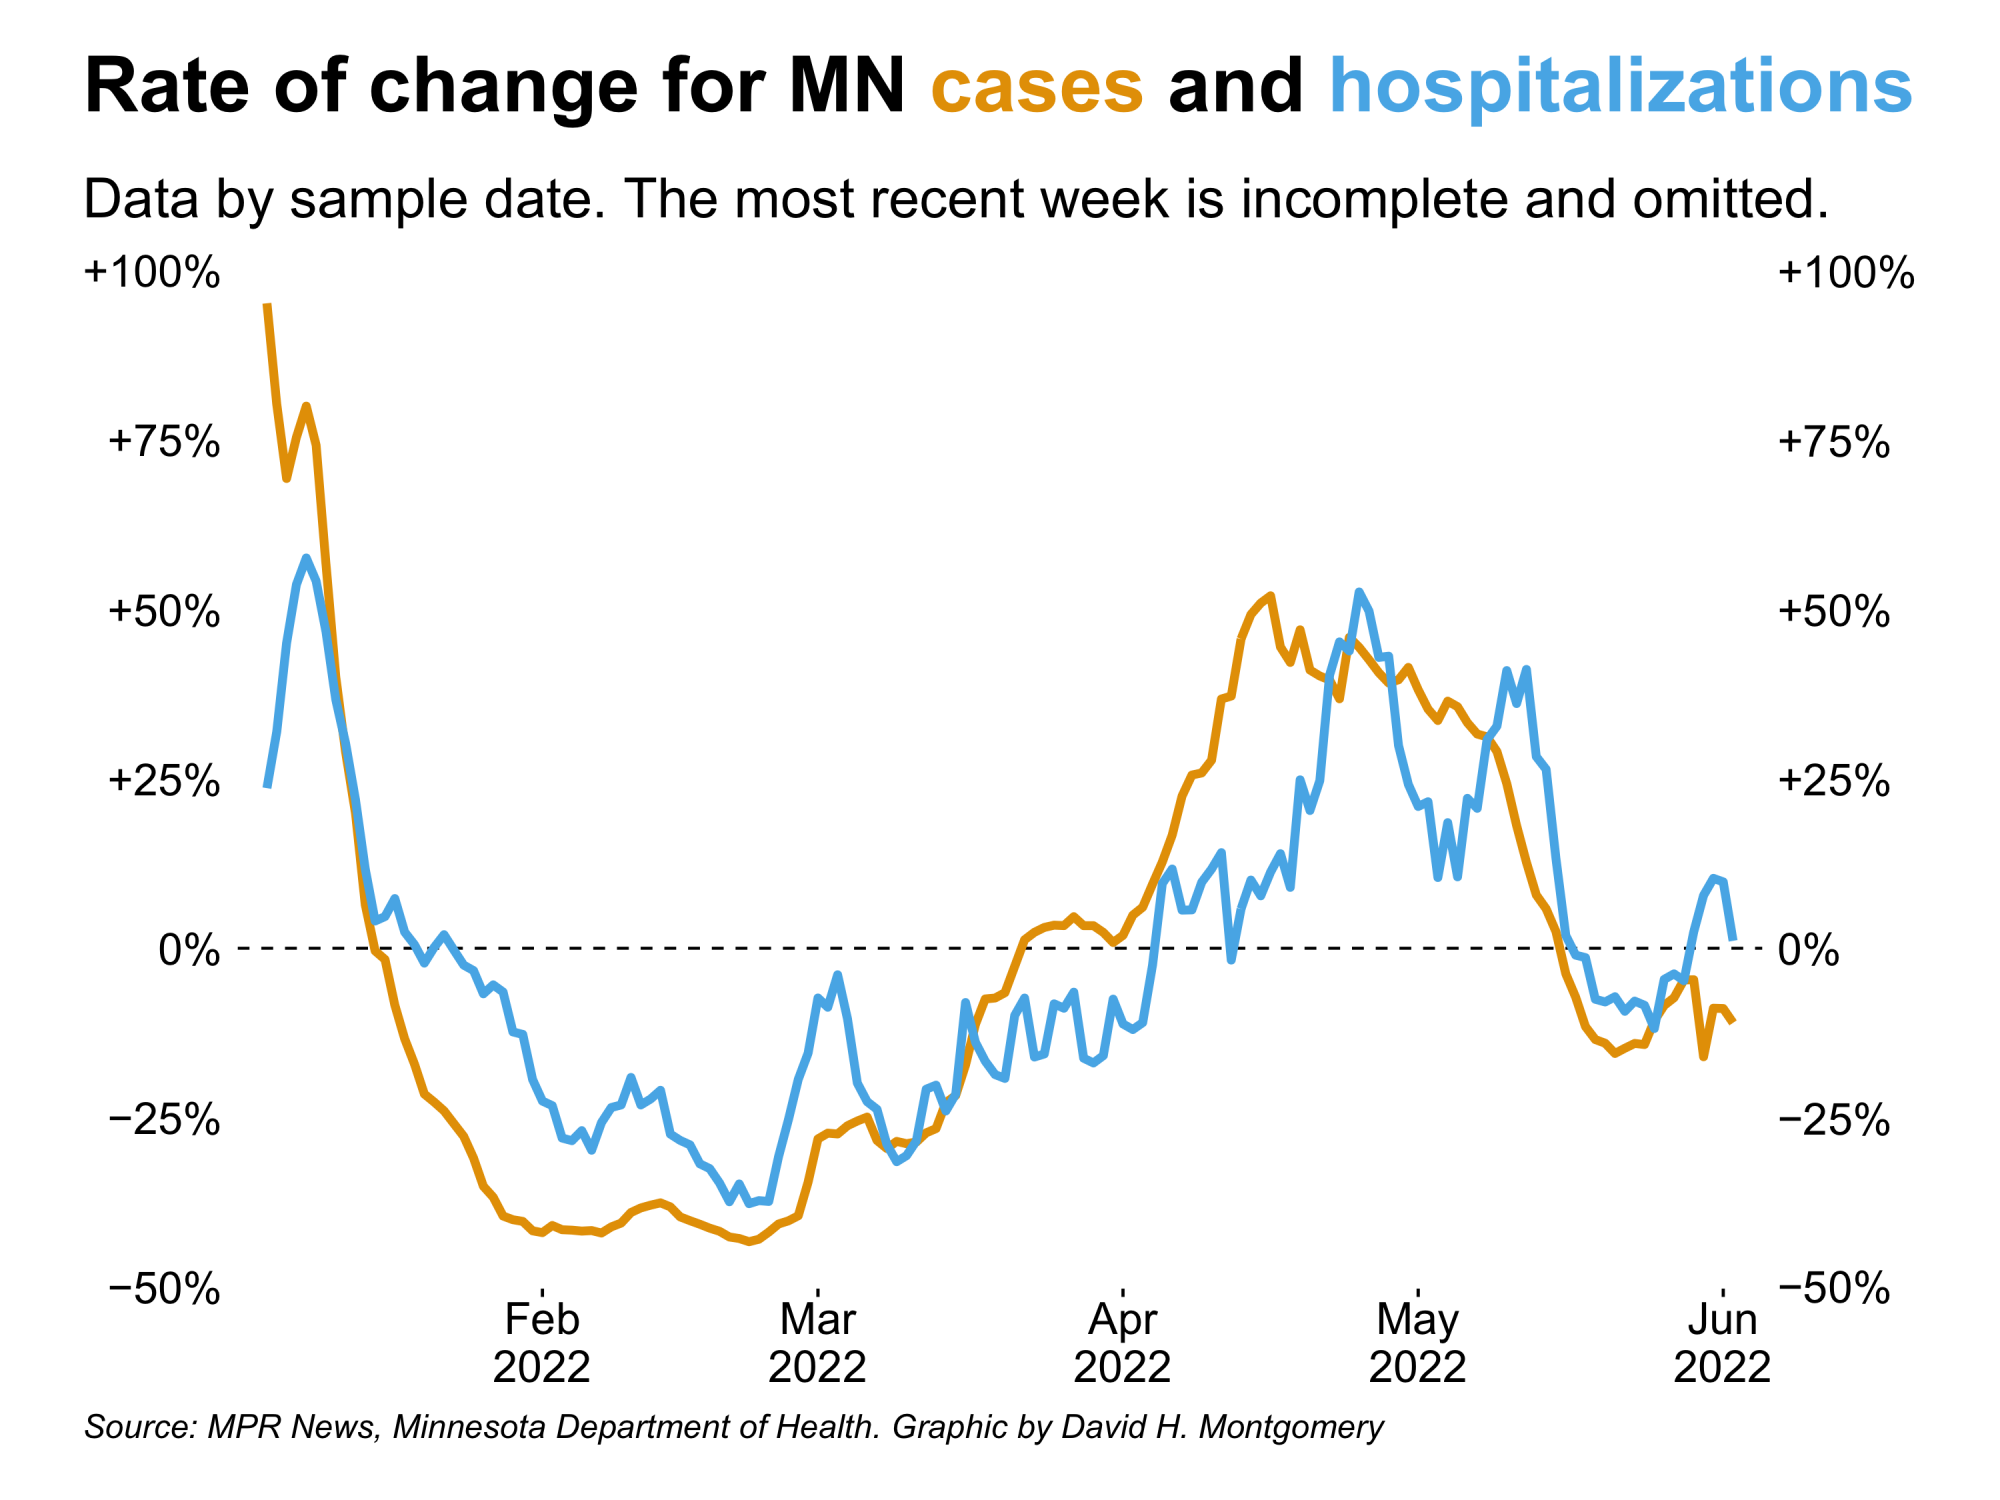 Rate of change for MN cases and hospitalizations
Data by sample date. The most recent week is incomplete and omitted.
+100% +100%
+75% +75%
+50% +50%
+25% +25%
0% 0%
−25% −25%
−50% −50%
Feb Mar Apr May Jun
2022 2022 2022 2022 2022
Source: MPR News, Minnesota Department of Health. Graphic by David H. Montgomery